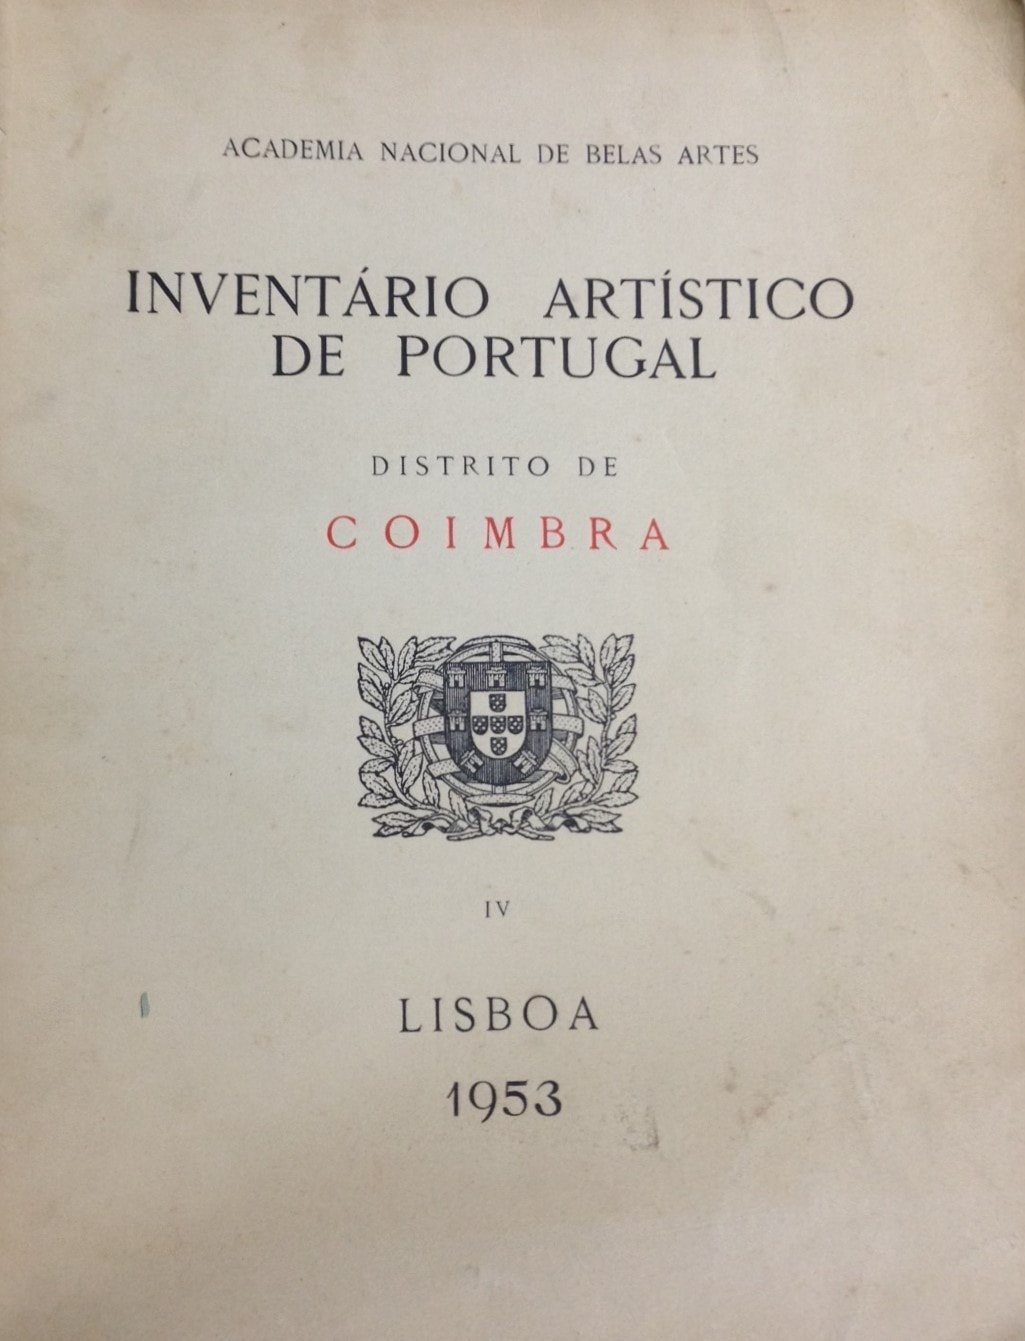 ACADEMIA NACIONAL DE BELAS ARTES
INVENTÁRIO ARTÍSTICO
DE PORTUGAL
DISTRITO DE
COIMBRA
IV
LISBOA
1953